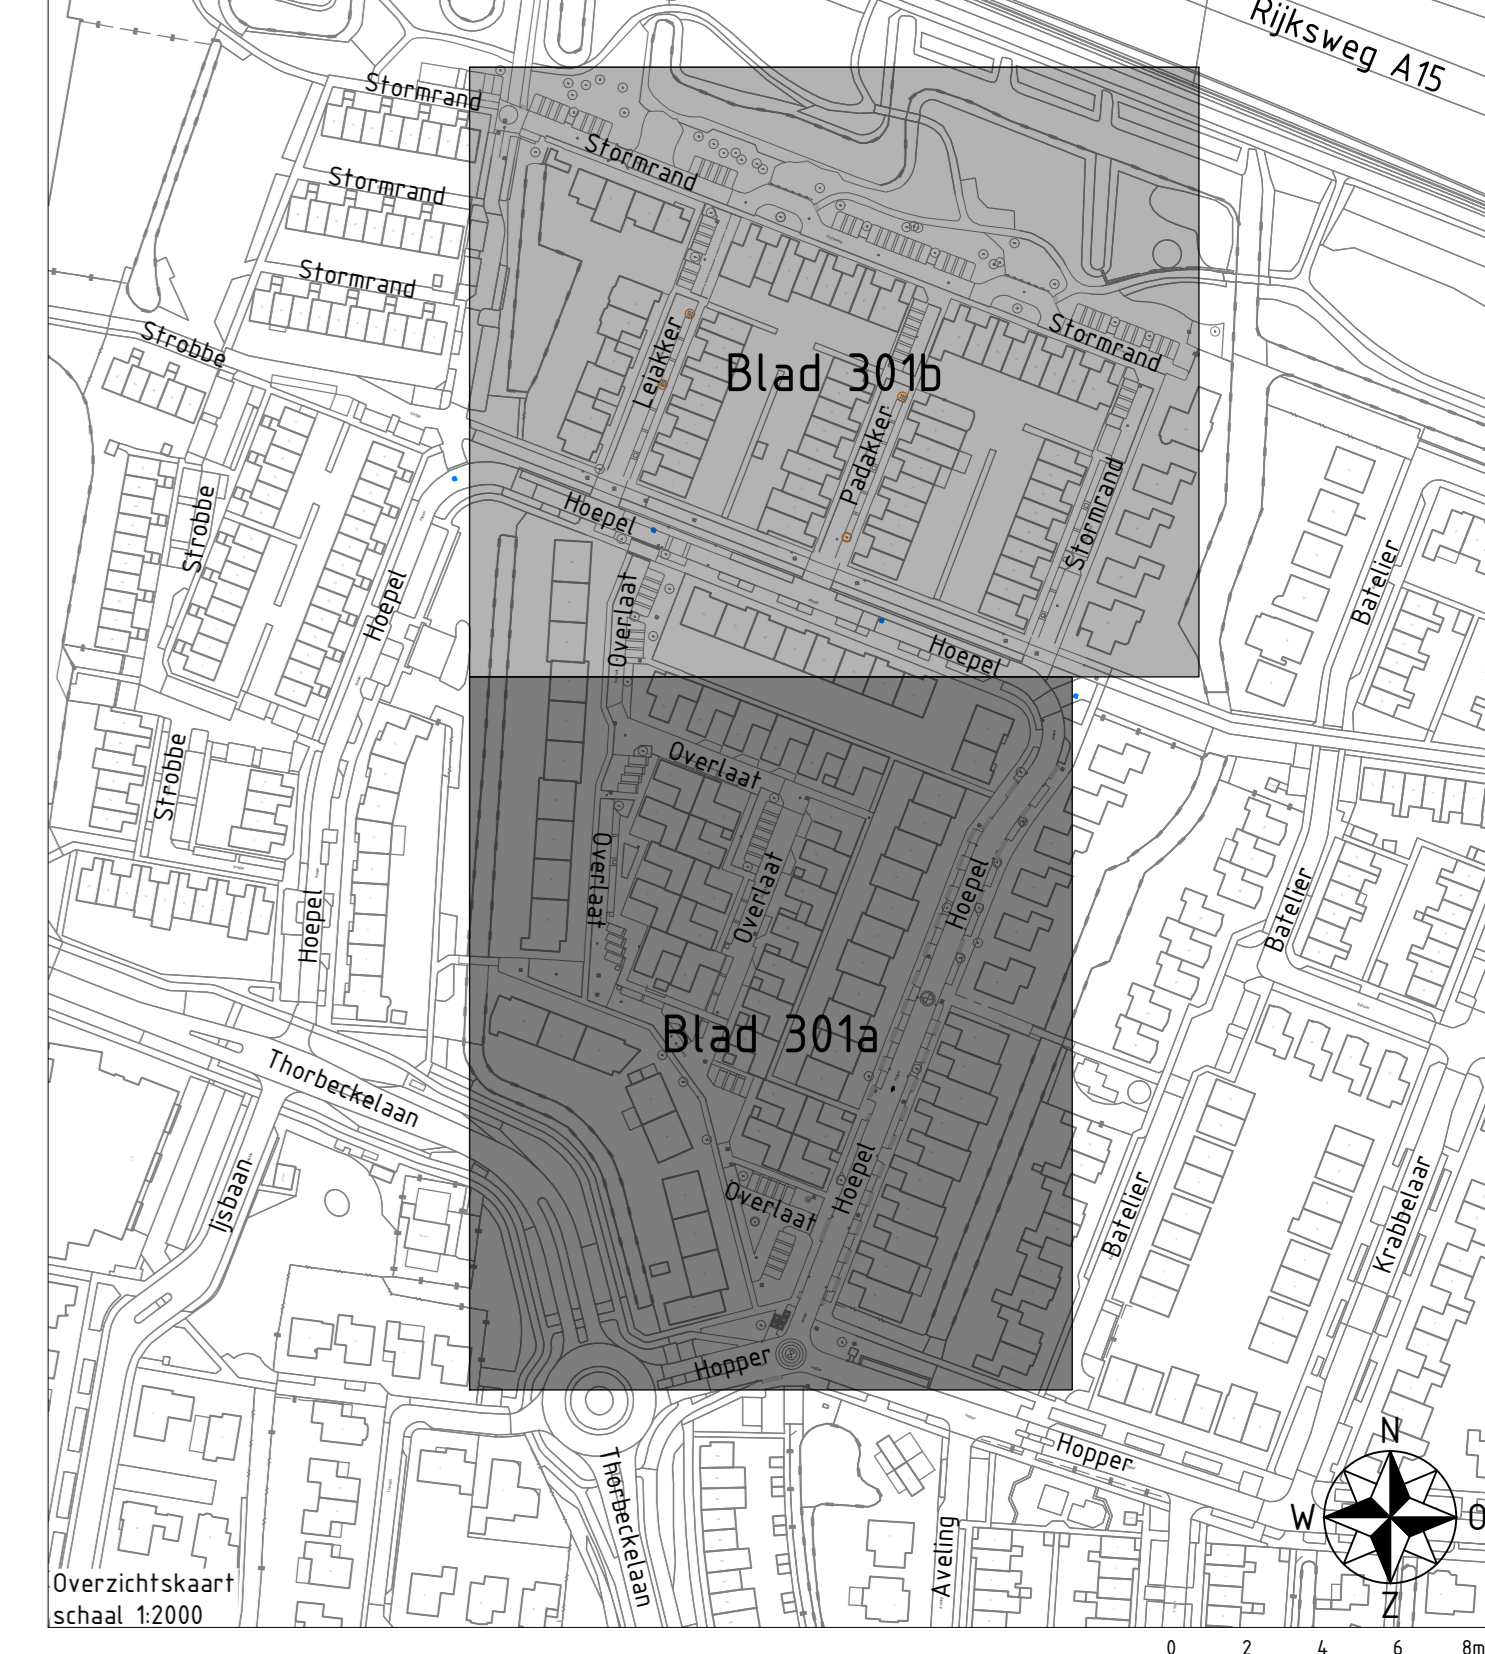 Rijksweg A15
Stormrand
Stormrand
Stormrand
Stormrand
Stormrand
Strobbe
Leiakker
Blad 301b
Padakker
Stormrand
Strobbe
Hoepel
Hoepel
Overlaat
Hoepel
Batelier
Strobbe
Overlaat
Overlaat
Overlaat
Hoepel
Hoepel
Batelier
Blad 301a
Thorbeckelaan
Ijsbaan
Overlaat
Hoepel
Batelier
Krabbelaar
Hopper
Hopper
Thorbeckelaan
Aveling
N
W
O
Z
Overzichtskaart
schaal 1:2000
0 2 4 6 8m